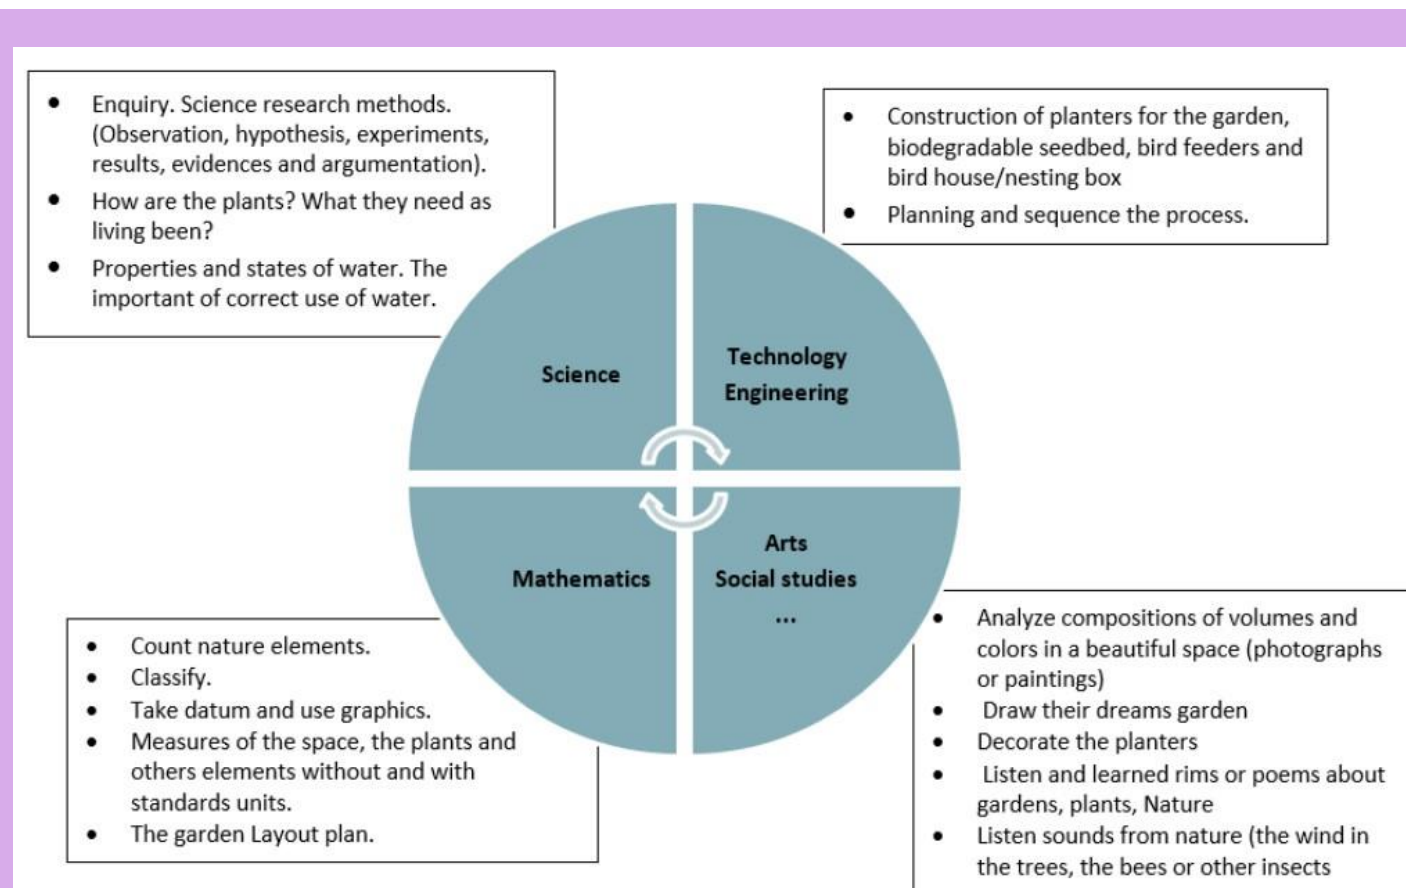 • Enquiry. Science research methods.
(Observation, hypothesis, experiments,
results, evidences and argumentation).
• How are the plants? What they need as
living been?
• Properties and states of water. The
important of correct use of water.
• Construction of planters for the garden,
biodegradable seedbed, bird feeders and
bird house/nesting box
• Planning and sequence the process.
Science
Technology
Engineering
Mathematics
Arts
Social studies
...
• Count nature elements.
• Classify.
• Take datum and use graphics.
• Measures of the space, the plants and
others elements without and with
standards units.
• The garden Layout plan.
• Analyze compositions of volumes and
colors in a beautiful space (photographs
or paintings)
• Draw their dreams garden
• Decorate the planters
• Listen and learned rims or poems about
gardens, plants, Nature
• Listen sounds from nature (the wind in
the trees, the bees or other insects